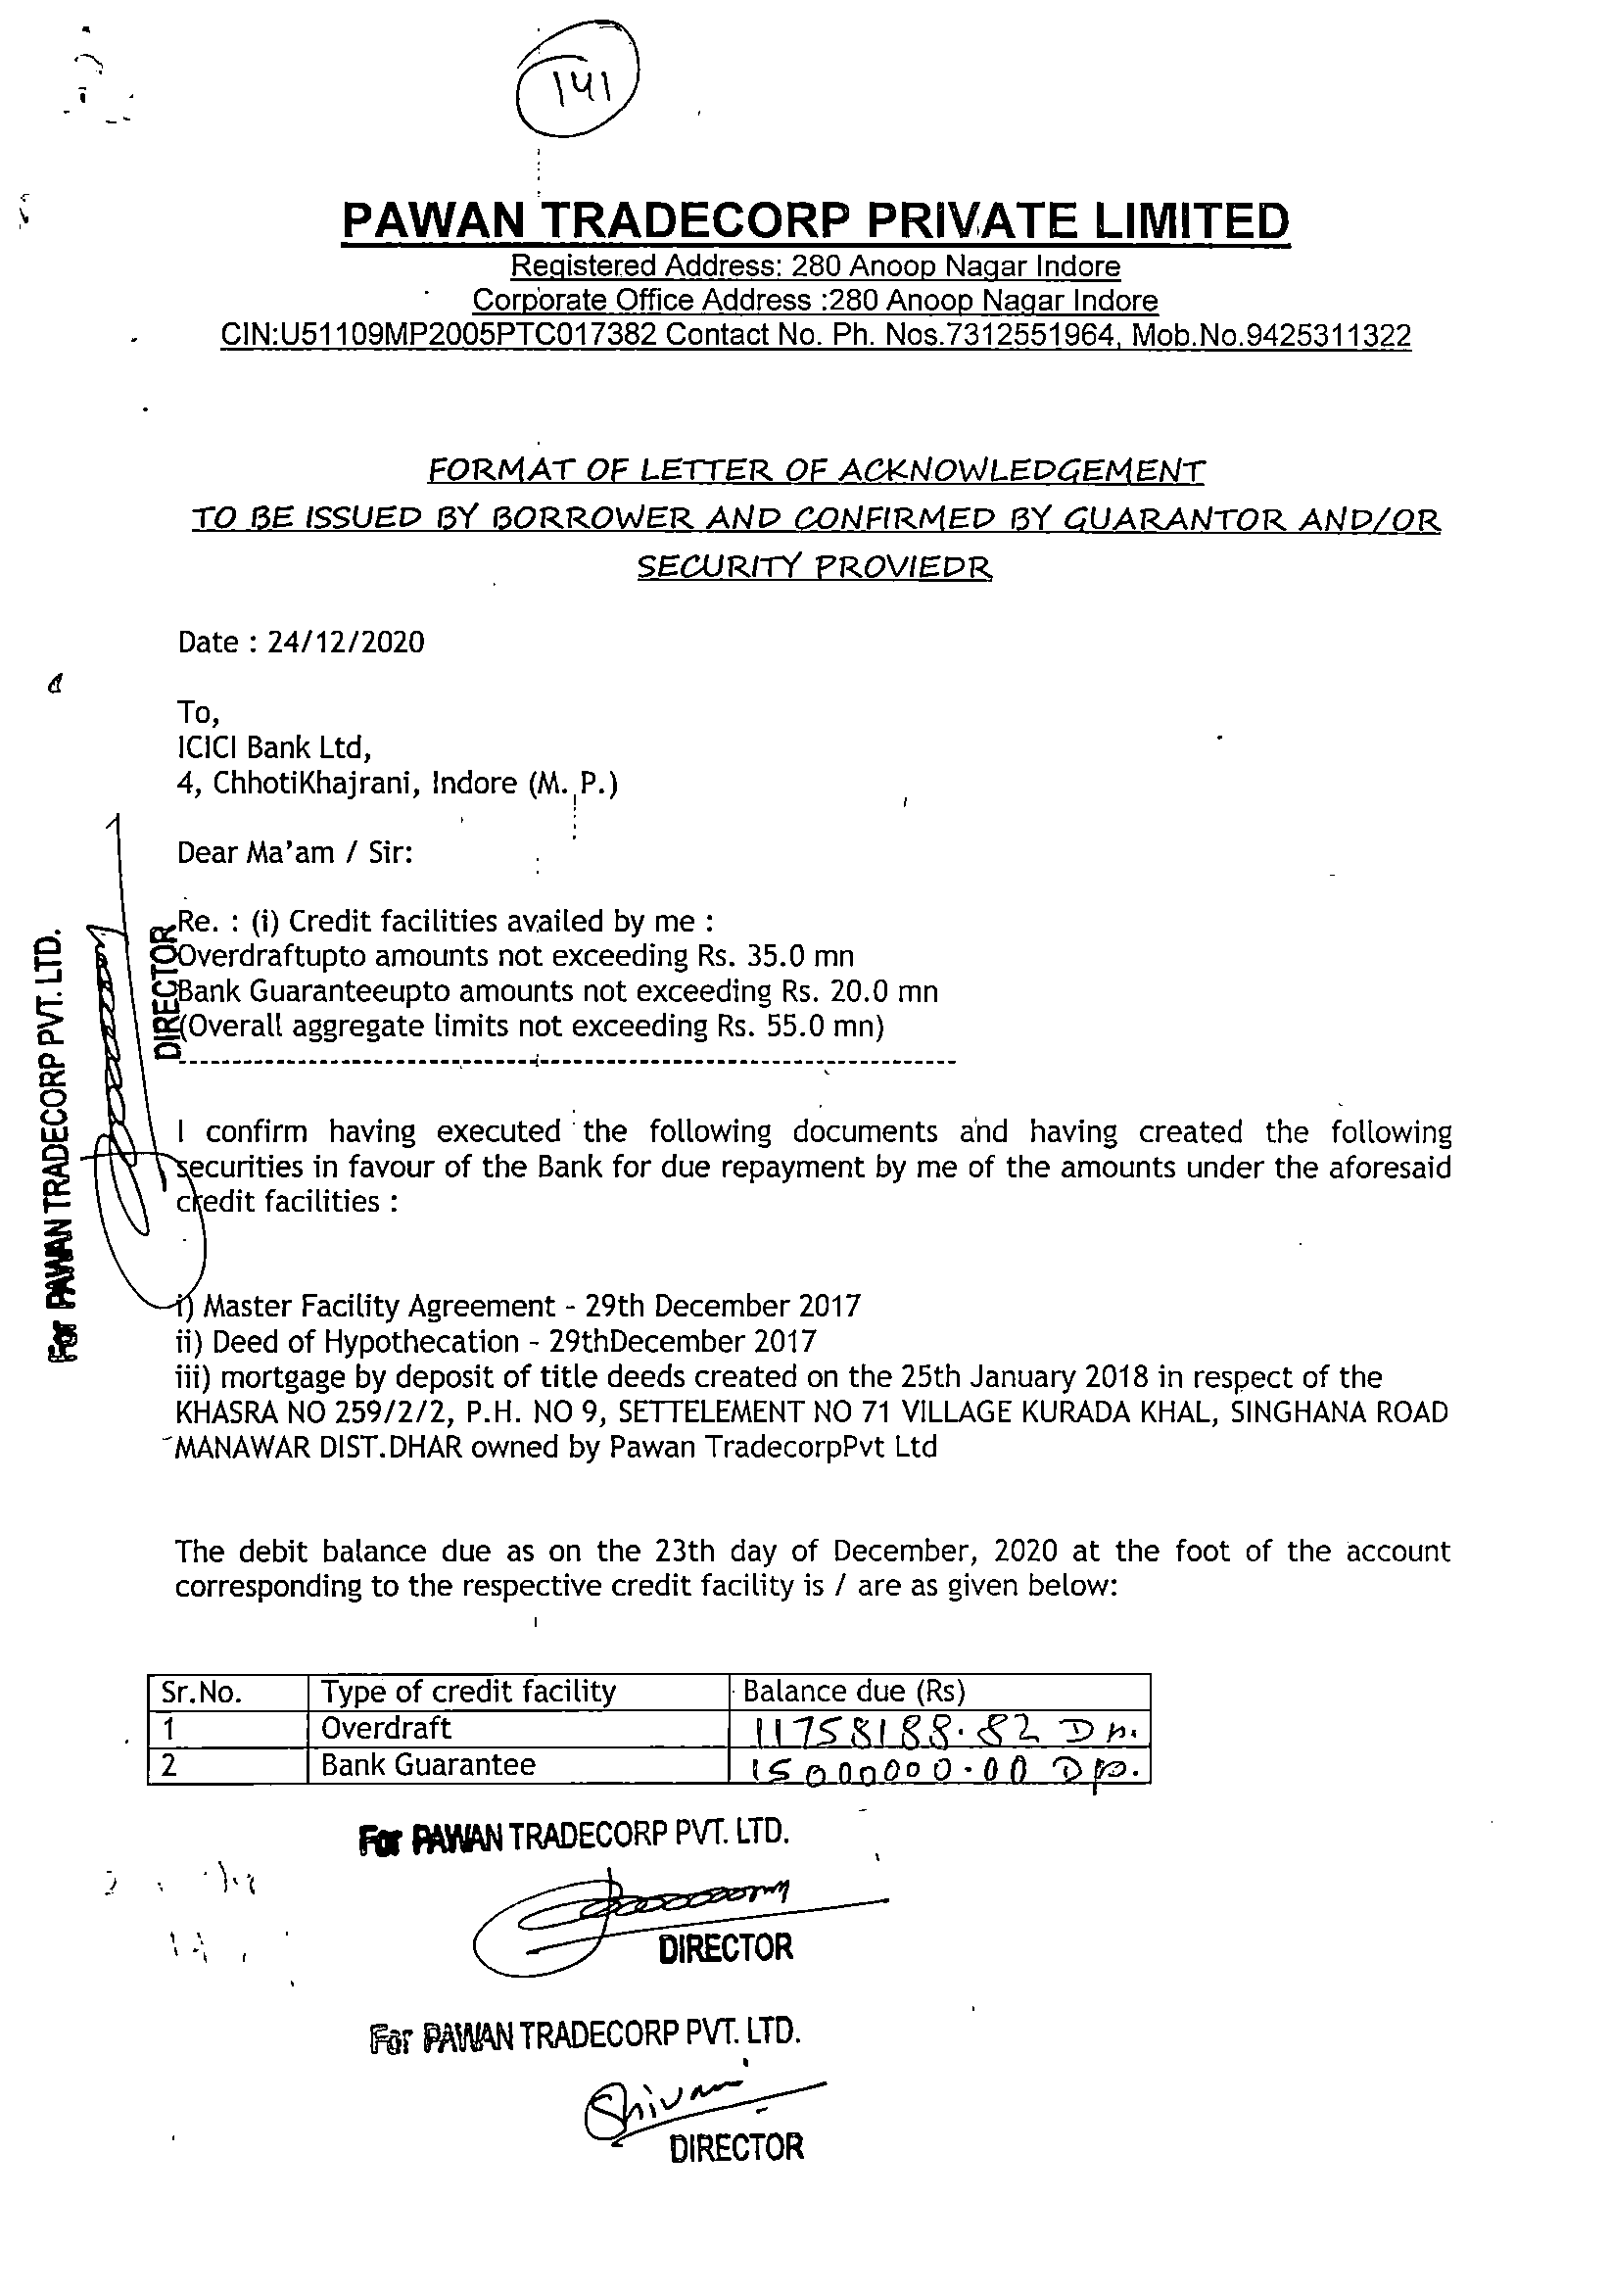 141
PAWAN TRADECORP PRIVATE LIMITED
Registered Address: 280 Anoop Nagar Indore
Corporate Office Address :280 Anoop Nagar Indore
CIN:U51109MP2005PTC017382 Contact No. Ph. Nos.7312551964, Mob.No.9425311322
FORMAT OF LETTER OF ACKNOWLEDGEMENT
TO BE ISSUED BY BORROWER AND CONFIRMED BY GUARANTOR AND/OR
SECURITY PROVIEDR
Date : 24/12/2020
To,
ICICI Bank Ltd,
4, ChhotiKhajrani, Indore (M. P.)
Dear Ma'am / Sir:
Re. : (i) Credit facilities availed by me :
Overdraftupto amounts not exceeding Rs. 35.0 mn
Bank Guaranteeupto amounts not exceeding Rs. 20.0 mn
(Overall aggregate limits not exceeding Rs. 55.0 mn)
For PAWAN TRADECORP PVT. LTD.
DIRECTOR
I confirm having executed the following documents and having created the following
securities in favour of the Bank for due repayment by me of the amounts under the aforesaid
credit facilities :
i) Master Facility Agreement - 29th December 2017
ii) Deed of Hypothecation - 29thDecember 2017
iii) mortgage by deposit of title deeds created on the 25th January 2018 in respect of the
KHASRA NO 259/2/2, P.H. NO 9, SETTELEMENT NO 71 VILLAGE KURADA KHAL, SINGHANA ROAD
MANAWAR DIST.DHAR owned by Pawan TradecorpPvt Ltd
The debit balance due as on the 23th day of December, 2020 at the foot of the account
corresponding to the respective credit facility is / are as given below:
Sr.No. Type of credit facility Balance due (Rs)
1 Overdraft 11758188.82
2 Bank Guarantee 15000000.00
For PAWAN TRADECORP PVT. LTD.
DIRECTOR
For PAWAN TRADECORP PVT. LTD.
Shivani
DIRECTOR